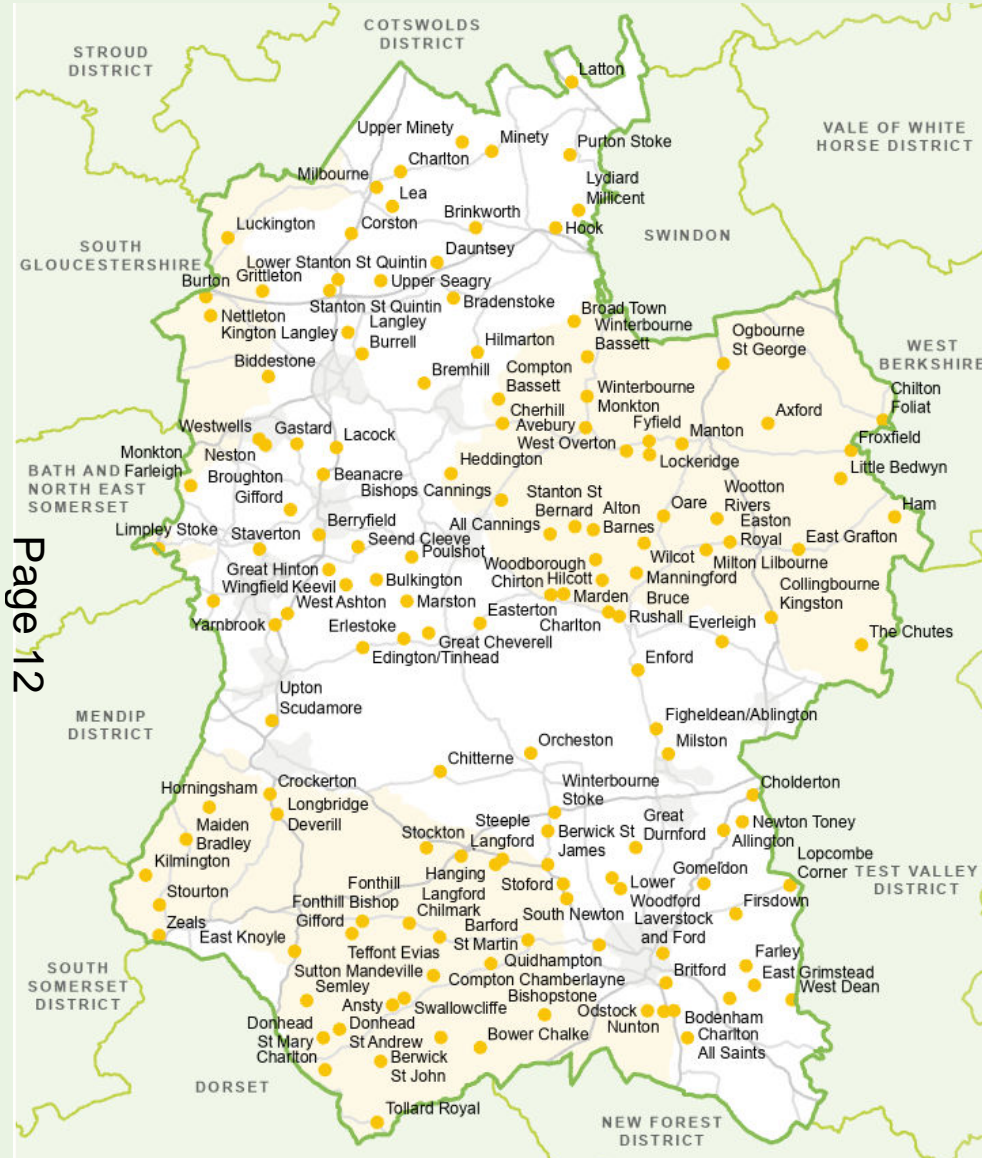 COTSWOLDS
DISTRICT
STROUD
DISTRICT
Latton
VALE OF WHITE
HORSE DISTRICT
Upper Minety
Minety
Purton Stoke
Charlton
Milbourne
Lea
Lydiard
Millicent
Luckington
Corston
Brinkworth
Hook
SWINDON
SOUTH
GLOUCESTERSHIRE
Dauntsey
Lower Stanton St Quintin
Burton
Grittleton
Upper Seagry
Stanton St Quintin
Bradenstoke
Nettleton
Kington Langley
Langley
Burrell
Broad Town
Winterbourne
Bassett
Hilmarton
Ogbourne
St George
WEST
BERKSHIRE
Biddestone
Bremhill
Compton
Bassett
Winterbourne
Monkton
Chilton
Foliat
Cherhill
Avebury
Fyfield
Axford
Westwells
Gastard
Lacock
West Overton
Manton
Froxfield
Neston
Monkton
Farleigh
Lockeridge
Little Bedwyn
BATH AND
NORTH EAST
SOMERSET
Broughton
Gifford
Beanacre
Heddington
Bishops Cannings
Stanton St
Bernard
Alton
Barnes
Oare
Wootton
Rivers
Ham
Limpley Stoke
Staverton
Berryfield
Seend Cleeve
All Cannings
Easton
Royal
East Grafton
Poulshot
Woodborough
Wilcot
Milton Lilbourne
Great Hinton
Wingfield
Keevil
Bulkington
Chirton
Hilcott
Manningford
Bruce
Collingbourne
Kingston
West Ashton
Marston
Marden
Yarnbrook
Erlestoke
Easterton
Charlton
Rushall
Everleigh
The Chutes
Great Cheverell
Edington/Tinhead
Enford
Page 12
Upton
Scudamore
MENDIP
DISTRICT
Figheldean/Ablington
Orcheston
Milston
Chitterne
Horningsham
Crockerton
Winterbourne
Stoke
Cholderton
Maiden
Bradley
Longbridge
Deverill
Steeple
Langford
Great
Durnford
Newton Toney
Stockton
Berwick St
James
Allington
Kilmington
Hanging
Langford
Gomeldon
Lopcombe
Corner
TEST VALLEY
DISTRICT
Stourton
Fonthill
Gifford
Fonthill Bishop
Stoford
Lower
Woodford
Firsdown
Chilmark
South Newton
Zeals
East Knoyle
Barford
St Martin
Laverstock
and Ford
Teffont Evias
Quidhampton
Farley
SOUTH
SOMERSET
DISTRICT
Sutton Mandeville
Compton Chamberlayne
Britford
East Grimstead
Semley
West Dean
Ansty
Swallowcliffe
Bishopstone
Odstock
Bodenham
Donhead
St Mary
Donhead
St Andrew
Nunton
Bower Chalke
Charlton
All Saints
Charlton
Berwick
St John
DORSET
Tollard Royal
NEW FOREST
DISTRICT